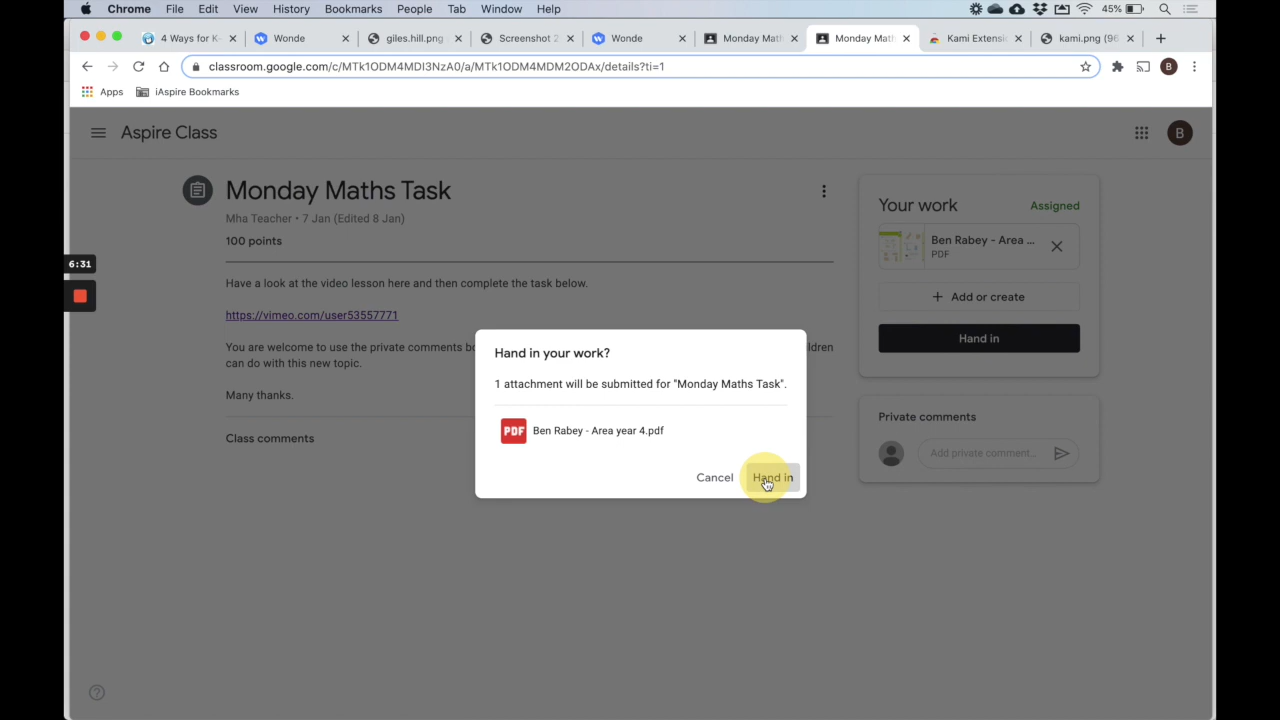 Chrome File Edit View History Bookmarks People Tab Window Help 45%
4 Ways for K- Wonde giles.hill.png Screenshot 2 Wonde Monday Math Monday Math Kami Extensi kami.png (96
classroom.google.com/c/MTk1ODM4MDI3NzA0/a/MTk1ODM4MDM2ODAx/details?ti=1 B
Apps iAspire Bookmarks
Aspire Class B
Monday Maths Task
Mha Teacher • 7 Jan (Edited 8 Jan)
100 points
Have a look at the video lesson here and then complete the task below.
https://vimeo.com/user53557771
You are welcome to use the private comments bo ldren
can do with this new topic.
Many thanks.
Class comments
Your work Assigned
Ben Rabey - Area ...
PDF
+ Add or create
Hand in
Private comments
Add private comment...
6:31
Hand in your work?
1 attachment will be submitted for "Monday Maths Task".
PDF Ben Rabey - Area year 4.pdf
Cancel Hand in
?